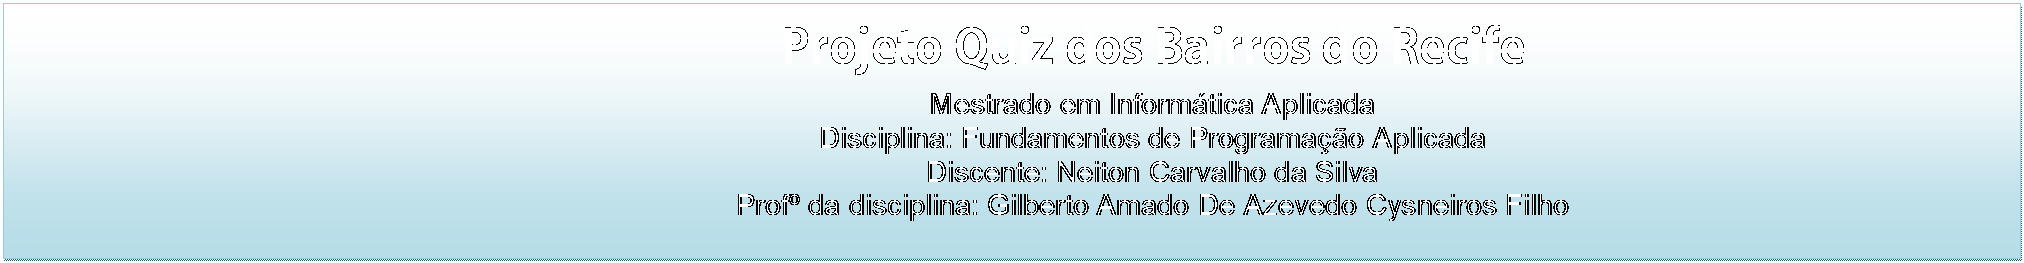 Projeto Quiz dos Bairros do Recife
Mestrado em Informática Aplicada
Disciplina: Fundamentos de Programação Aplicada
Discente: Neiton Carvalho da Silva
Profº da disciplina: Gilberto Amado De Azevedo Cysneiros Filho